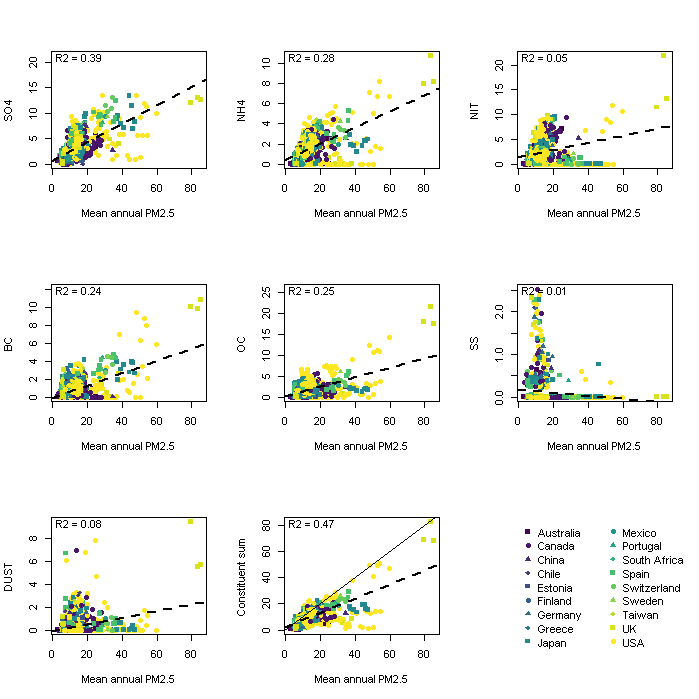 R2 = 0.39
SO4
0 5 10 15 20
0 20 40 60 80
Mean annual PM2.5
R2 = 0.28
NH4
0 2 4 6 8 10
0 20 40 60 80
Mean annual PM2.5
R2 = 0.05
NIT
0 5 10 15 20
0 20 40 60 80
Mean annual PM2.5
R2 = 0.24
BC
0 2 4 6 8 10
0 20 40 60 80
Mean annual PM2.5
R2 = 0.25
OC
0 5 10 15 20 25
0 20 40 60 80
Mean annual PM2.5
R2 = 0.01
SS
0.0 1.0 2.0
0 20 40 60 80
Mean annual PM2.5
R2 = 0.08
DUST
0 2 4 6 8
0 20 40 60 80
Mean annual PM2.5
R2 = 0.47
Constituent sum
0 20 40 60 80
0 20 40 60 80
Mean annual PM2.5
Australia
Canada
China
Chile
Estonia
Finland
Germany
Greece
Japan
Mexico
Portugal
South Africa
Spain
Switzerland
Sweden
Taiwan
UK
USA